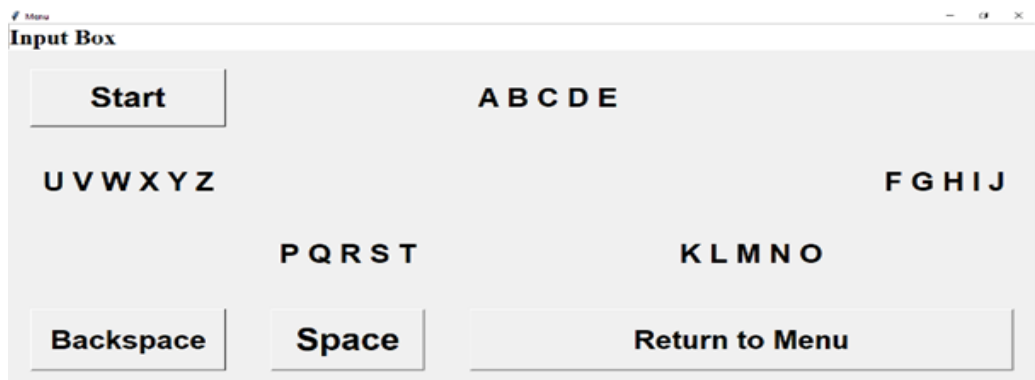 Menu
Input Box
Start
A B C D E
U V W X Y Z
F G H I J
P Q R S T
K L M N O
Backspace
Space
Return to Menu